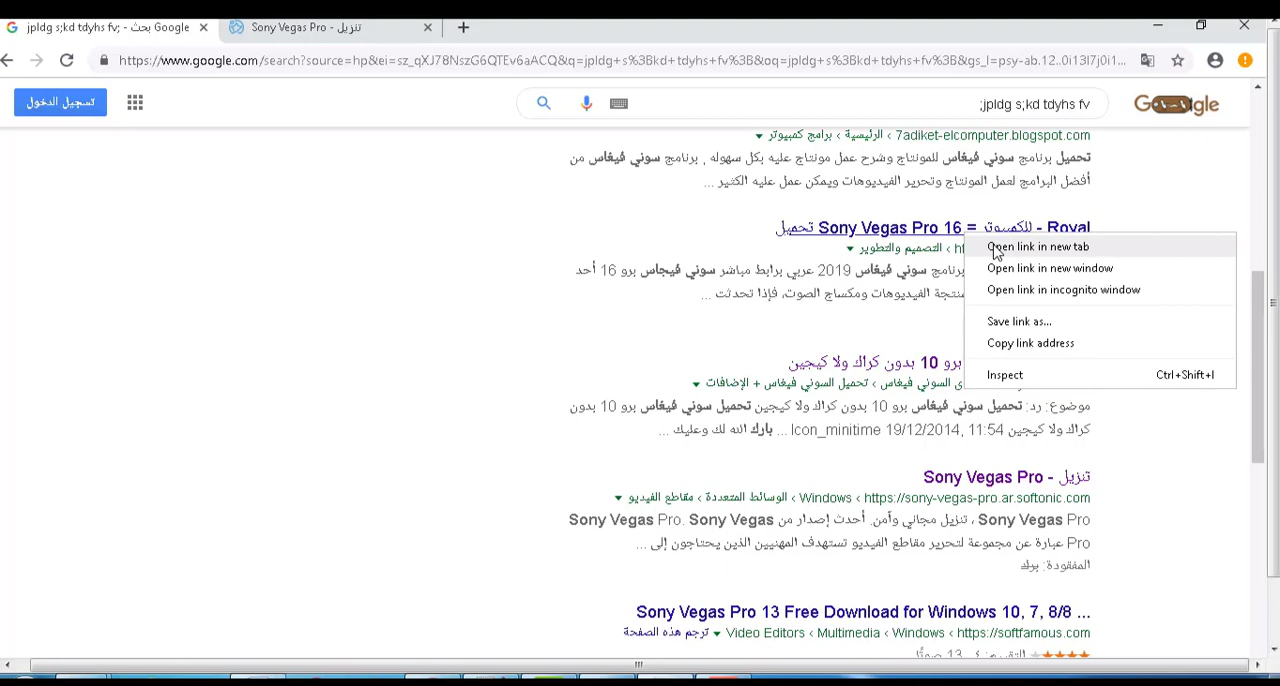 jpldg s;kd tdyhs fv; - بحث Google
Sony Vegas Pro - تنزيل
https://www.google.com/search?source=hp&ei=sz_qXJ78NszGQTEv6aACQ&q=jpldg+s%3Bkd+tdyhs+fv%3B&oq=jpldg+s%3Bkd+tdyhs+fv%3B&gs_l=psy-ab.12..0i13l7j0i1...
تسجيل الدخول
;jpldg s;kd tdyhs fv
7adiket-elcomputer.blogspot.com › الرئيسية › برامج كمبيوتر
تحميل برنامج سوني فيغاس للمونتاج وشرح عمل مونتاج عليه بكل سهوله , برنامج سوني فيغاس من
أفضل البرامج لعمل المونتاج وتحرير الفيديوهات ويمكن عمل عليه الكثير ...
تحميل Sony Vegas Pro 16 = للكمبيوتر - Royal
التصميم والتطوير ‹
برنامج سوني فيغاس 2019 عربي برابط مباشر سوني فيجاس برو 16 أحد
منتجة الفيديوهات ومكساج الصوت، فإذا تحدثت ...
Open link in new tab
Open link in new window
Open link in incognito window
Save link as...
Copy link address
Inspect Ctrl+Shift+I
برو 10 بدون كراك ولا كيجين
ى السوني فيغاس › تحميل السوني فيغاس + الإضافات
موضوع: رد: تحميل سوني فيغاس برو 10 بدون كراك ولا كيجين تحميل سوني فيغاس برو 10 بدون
كراك ولا كيجين Icon_minitime 19/12/2014, 11:54 ... بارك الله لك وعليك ...
تنزيل - Sony Vegas Pro
https://sony-vegas-pro.ar.softonic.com › Windows › الوسائط المتعددة › مقاطع الفيديو
Sony Vegas Pro ، تنزيل مجاني وآمن. أحدث إصدار من Sony Vegas Pro. Sony Vegas
Pro عبارة عن مجموعة لتحرير مقاطع الفيديو تستهدف المهنيين الذين يحتاجون إلى ...
المفقودة: برك
Sony Vegas Pro 13 Free Download for Windows 10, 7, 8/8 ...
https://softfamous.com › Windows › Multimedia › Video Editors ترجم هذه الصفحة